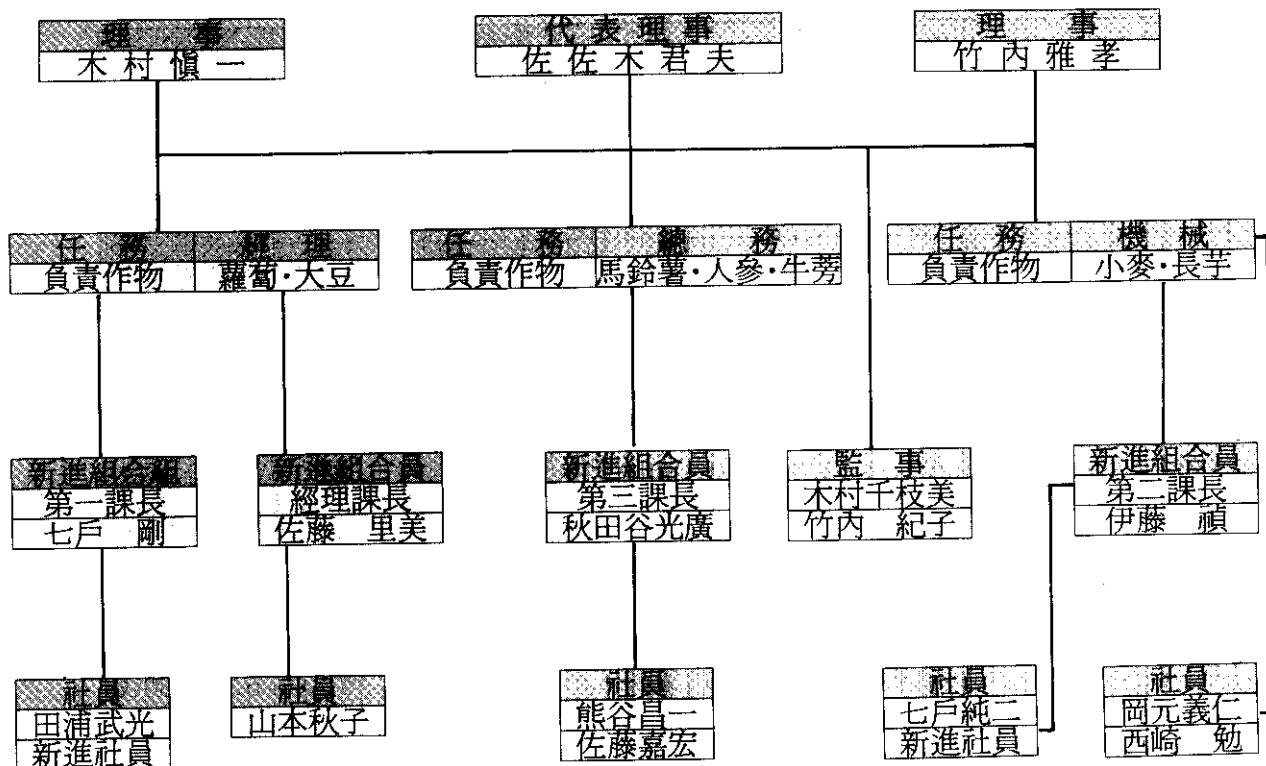 理事
木村愼一
代表理事
佐佐木君夫
理事
竹內雅孝
任務 經理
負責作物 蘿蔔·大豆
任務 總務
負責作物 馬鈴薯·人參·牛蒡
任務 機械
負責作物 小麥·長芋
新進組合組
第一課長
七戶 剛
新進組合員
經理課長
佐藤 里美
新進組合員
第三課長
秋田谷光廣
監事
木村千枝美
竹內 紀子
新進組合員
第二課長
伊藤 禎
社員
田浦武光
新進社員
社員
山本秋子
社員
熊谷昌一
佐藤嘉宏
社員
七戶純二
新進社員
社員
岡元義仁
西崎 勉